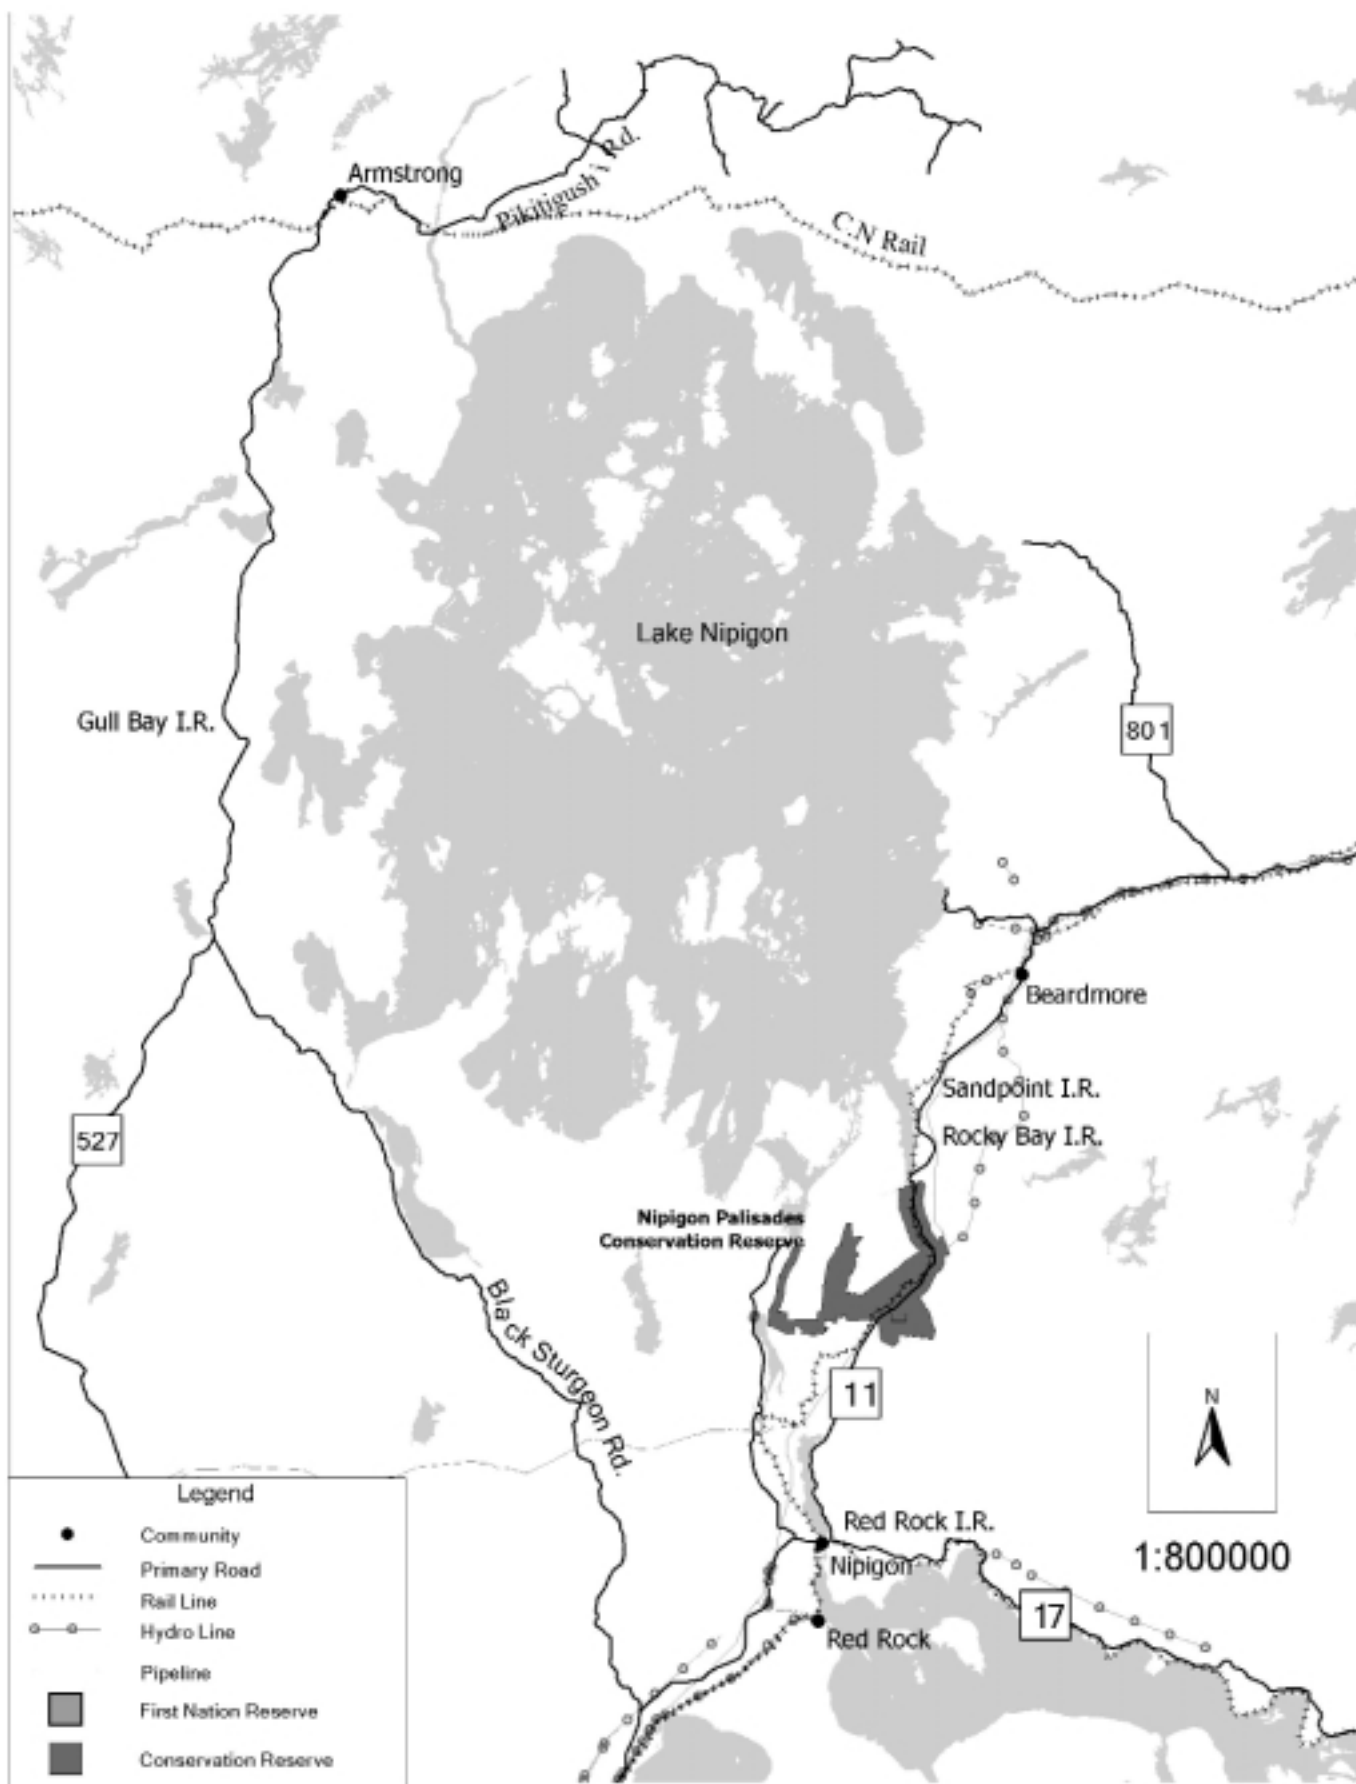 Armstrong
Pikitigushi Rd.
C.N Rail
Lake Nipigon
Gull Bay I.R.
801
Beardmore
Sandpoint I.R.
527
Rocky Bay I.R.
Nipigon Palisades
Conservation Reserve
Black Sturgeon Rd.
11
N
1:800000
Red Rock I.R.
Nipigon
17
Red Rock
Legend
Community
Primary Road
Rail Line
Hydro Line
Pipeline
First Nation Reserve
Conservation Reserve